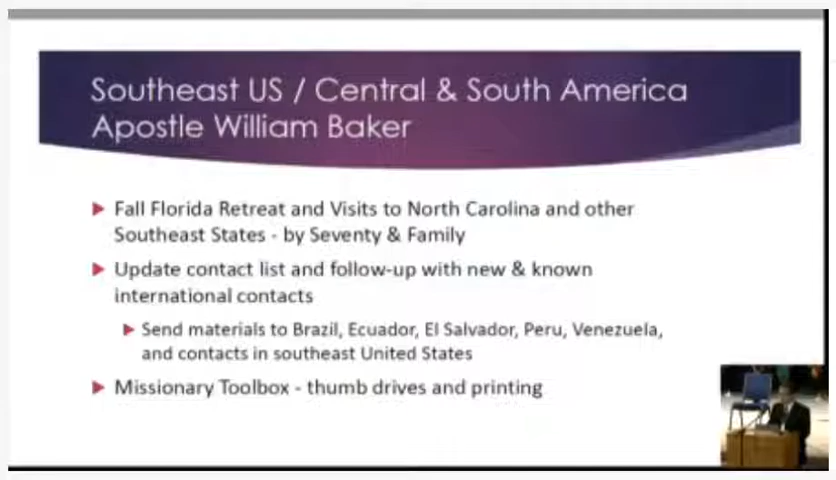 Southeast US / Central & South America
Apostle William Baker
Fall Florida Retreat and Visits to North Carolina and other
Southeast States - by Seventy & Family
Update contact list and follow-up with new & known
international contacts
Send materials to Brazil, Ecuador, El Salvador, Peru, Venezuela,
and contacts in southeast United States
Missionary Toolbox - thumb drives and printing